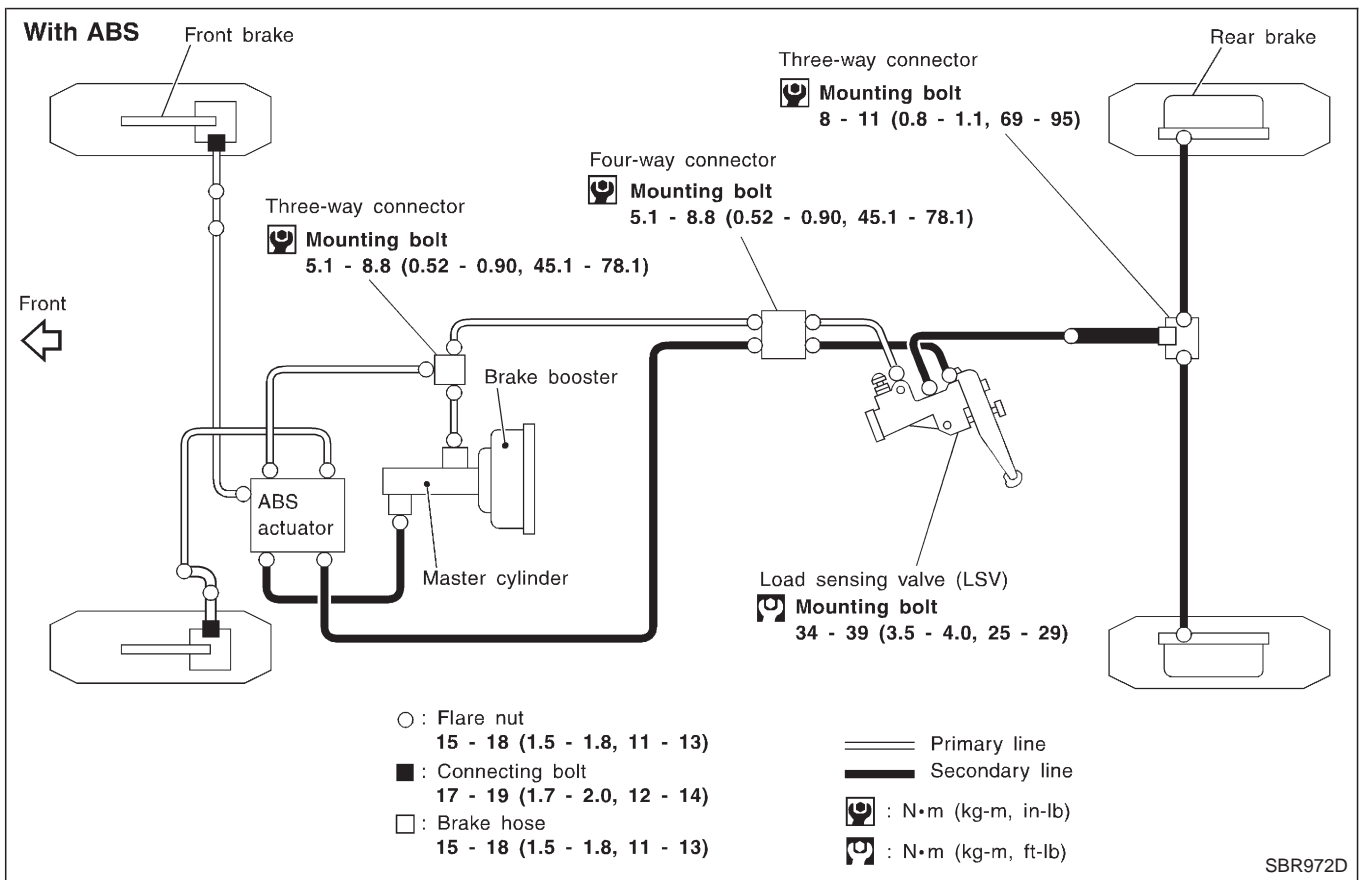 With ABS
Front brake
Rear brake
Three-way connector
Mounting bolt
8 - 11 (0.8 - 1.1, 69 - 95)
Four-way connector
Mounting bolt
5.1 - 8.8 (0.52 - 0.90, 45.1 - 78.1)
Three-way connector
Mounting bolt
5.1 - 8.8 (0.52 - 0.90, 45.1 - 78.1)
Front
Brake booster
ABS
actuator
Master cylinder
Load sensing valve (LSV)
Mounting bolt
34 - 39 (3.5 - 4.0, 25 - 29)
: Flare nut
15 - 18 (1.5 - 1.8, 11 - 13)
: Connecting bolt
17 - 19 (1.7 - 2.0, 12 - 14)
: Brake hose
15 - 18 (1.5 - 1.8, 11 - 13)
Primary line
Secondary line
: N•m (kg-m, in-lb)
: N•m (kg-m, ft-lb)
SBR972D